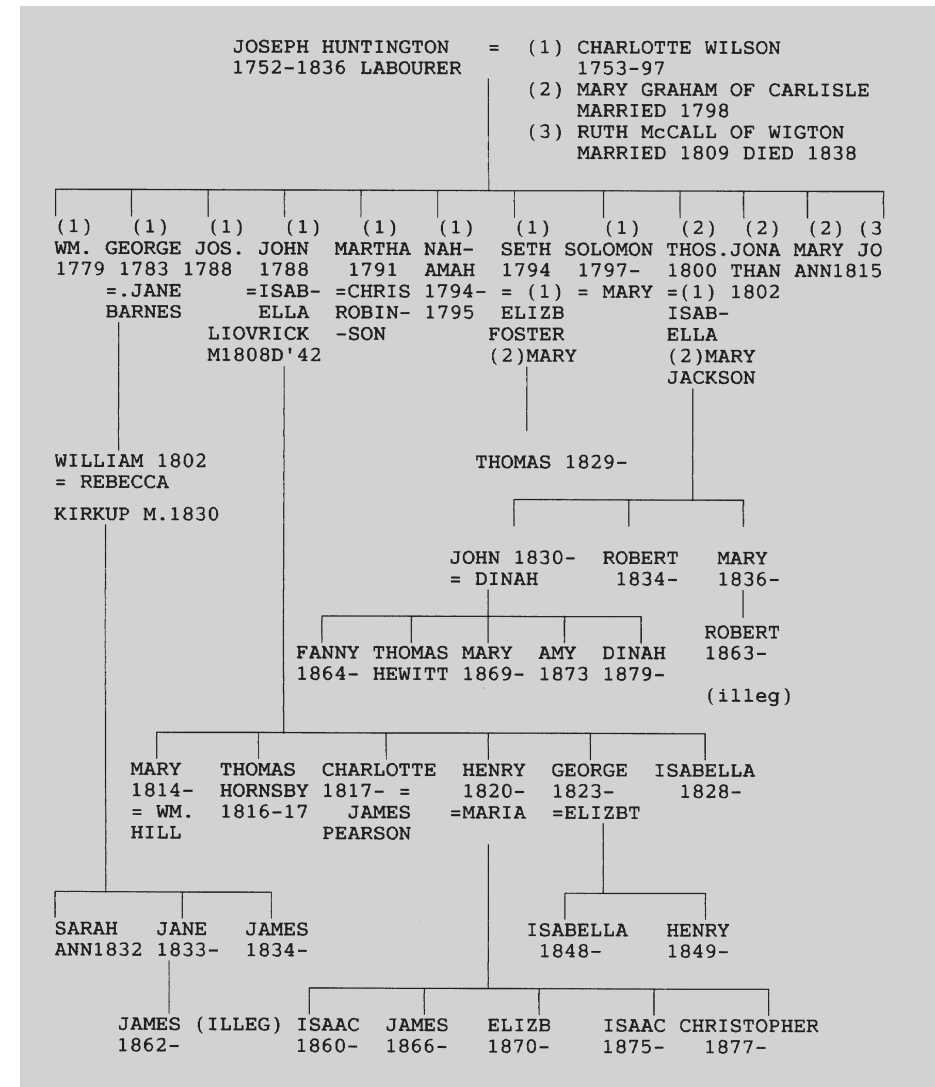 JOSEPH HUNTINGTON = (1) CHARLOTTE WILSON
1752-1836 LABOURER 1753-97
(2) MARY GRAHAM OF CARLISLE
MARRIED 1798
(3) RUTH McCALL OF WIGTON
MARRIED 1809 DIED 1838
(1) (1) (1) (1) (1) (1) (1) (1) (2) (2) (2) (3
WM. GEORGE JOS. JOHN MARTHA NAH- SETH SOLOMON THOS. JONA MARY JO
1779 1783 1788 1788 1791 AMAH 1794 1797- 1800 THAN ANN1815
=.JANE =ISAB- =CHRIS 1794- = (1) = MARY =(1) 1802
BARNES ELLA ROBIN- 1795 ELIZB ISAB-
LIOVRICK -SON FOSTER ELLA
M1808D'42 (2)MARY (2)MARY
JACKSON
WILLIAM 1802 THOMAS 1829-
= REBECCA
KIRKUP M.1830
JOHN 1830- ROBERT MARY
= DINAH 1834- 1836-
ROBERT
FANNY THOMAS MARY AMY DINAH 1863-
1864- HEWITT 1869- 1873 1879-
(illeg)
MARY THOMAS CHARLOTTE HENRY GEORGE ISABELLA
1814- HORNSBY 1817- = 1820- 1823- 1828-
= WM. 1816-17 JAMES =MARIA =ELIZBT
HILL PEARSON
SARAH JANE JAMES ISABELLA HENRY
ANN1832 1833- 1834- 1848- 1849-
JAMES (ILLEG) ISAAC JAMES ELIZB ISAAC CHRISTOPHER
1862- 1860- 1866- 1870- 1875- 1877-